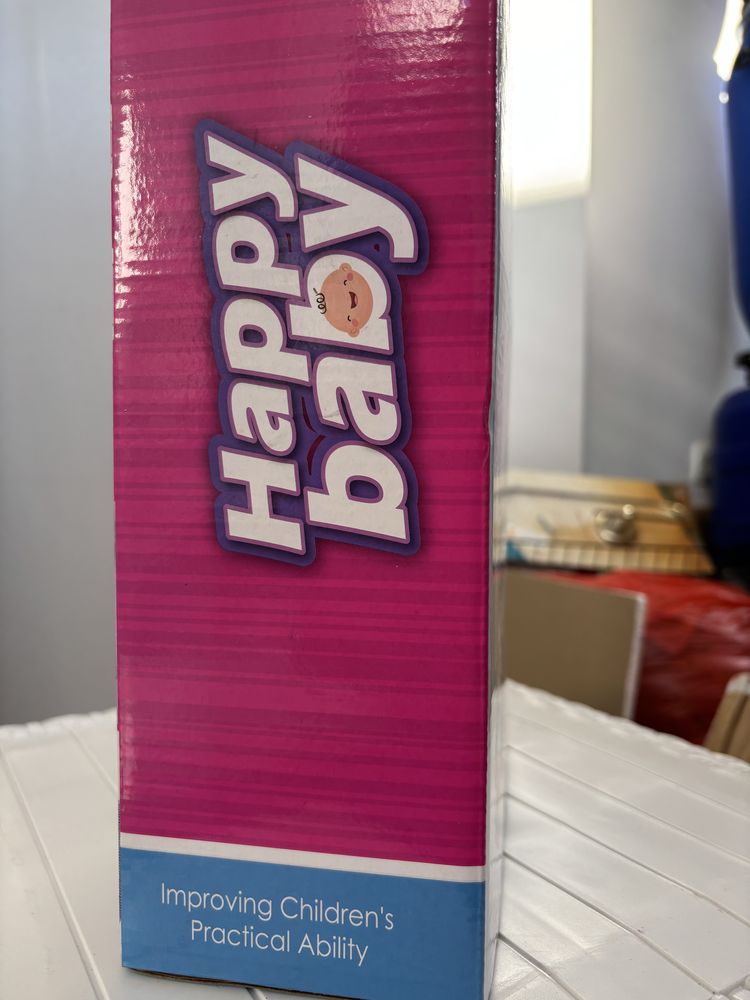 Happy
baby
Improving Children's
Practical Ability